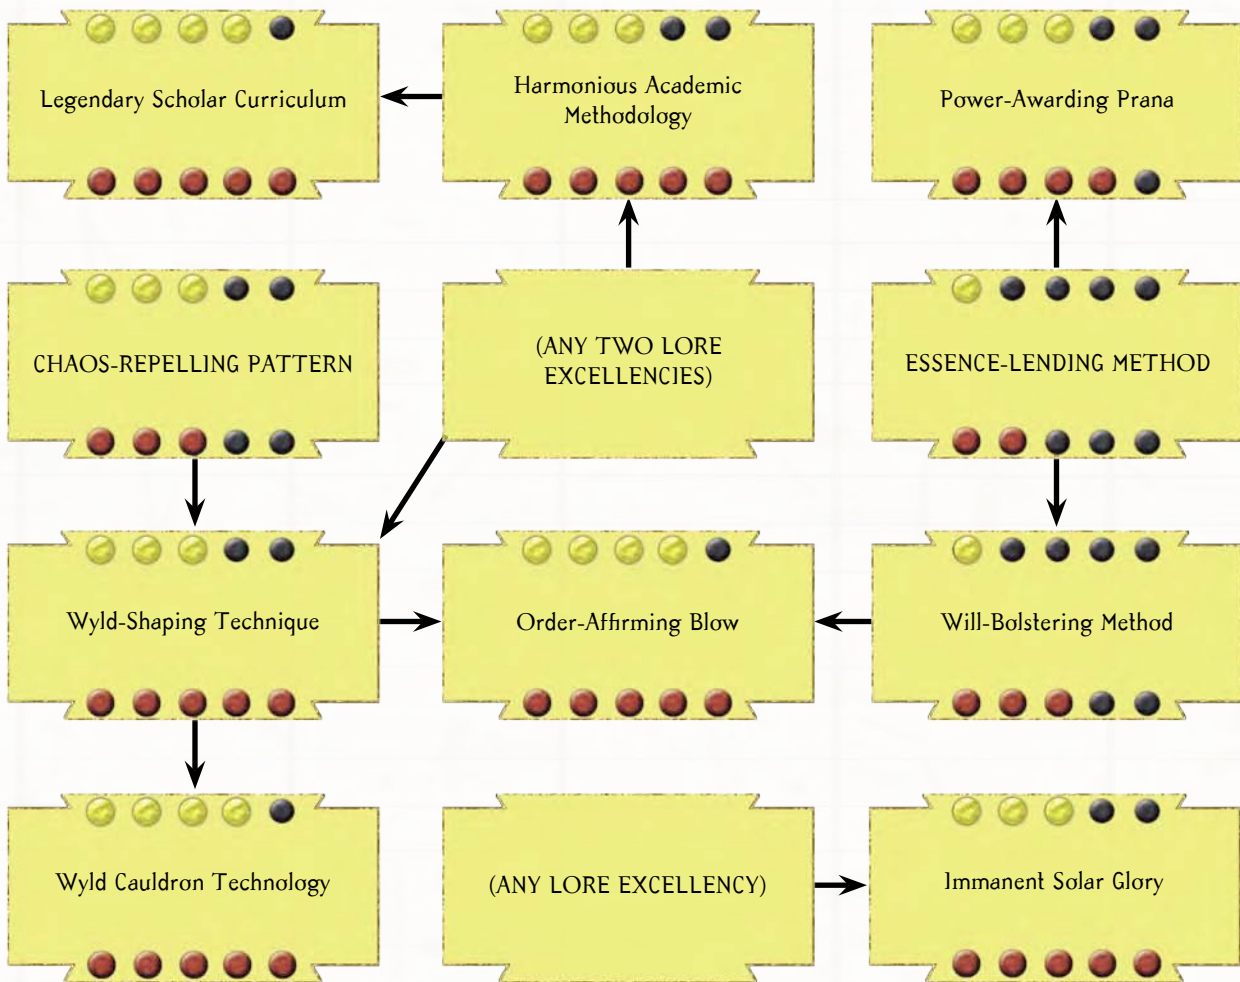 Legendary Scholar Curriculum
Harmonious Academic
Methodology
Power-Awarding Prana
CHAOS-REPELLING PATTERN
(ANY TWO LORE
EXCELLENCIES)
ESSENCE-LENDING METHOD
Wyld-Shaping Technique
Order-Affirming Blow
Will-Bolstering Method
Wyld Cauldron Technology
(ANY LORE EXCELLENCY)
Immanent Solar Glory